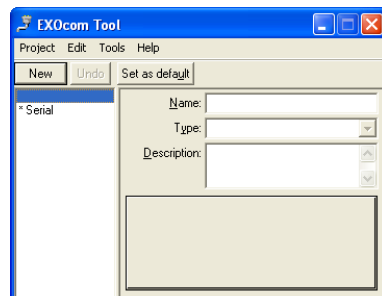 EXOcom Tool
Project Edit Tools Help
New Undo Set as default
* Serial
Name:
Type:
Description: